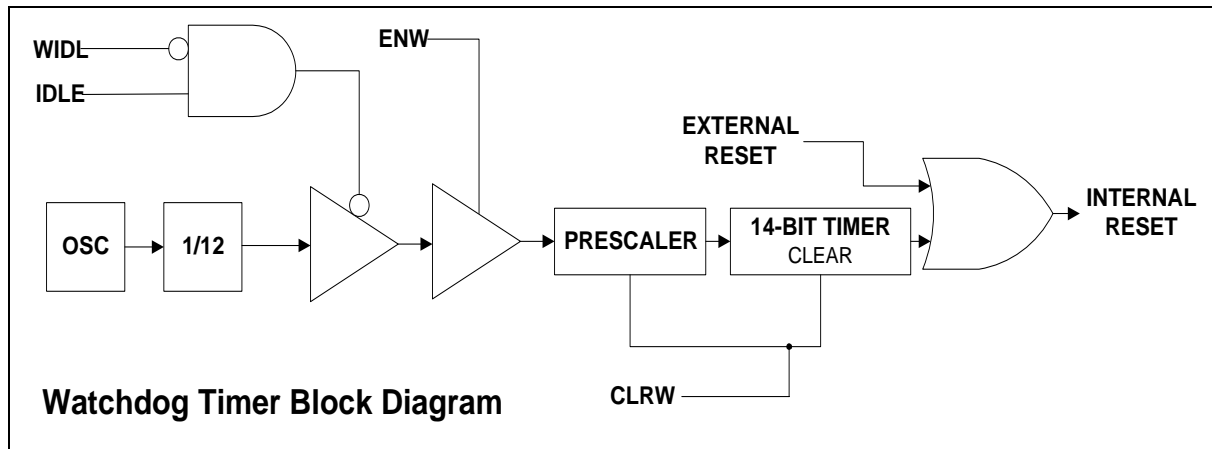 WIDL
IDLE
ENW
EXTERNAL
RESET
INTERNAL
RESET
OSC
1/12
PRESCALER
14-BIT TIMER
CLEAR
CLRW
Watchdog Timer Block Diagram